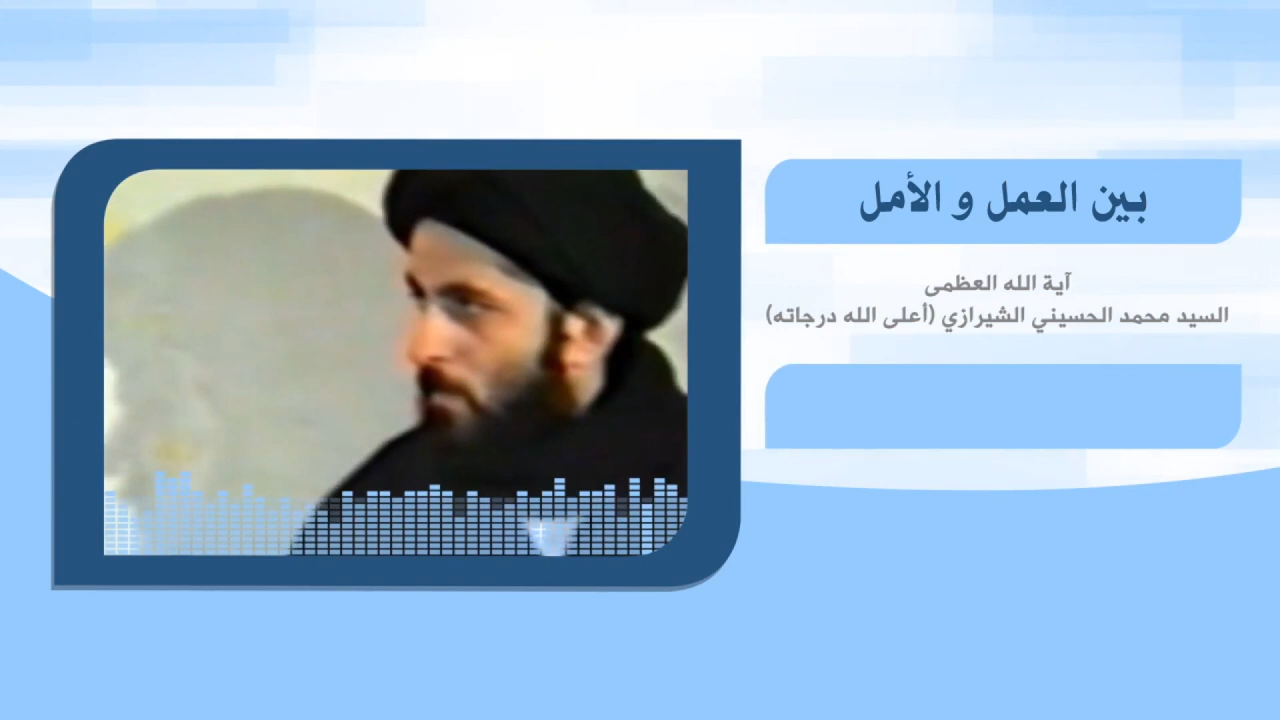 بين العمل و الأمل
آية الله العظمى
السيد محمد الحسيني الشيرازي (أعلى الله درجاته)